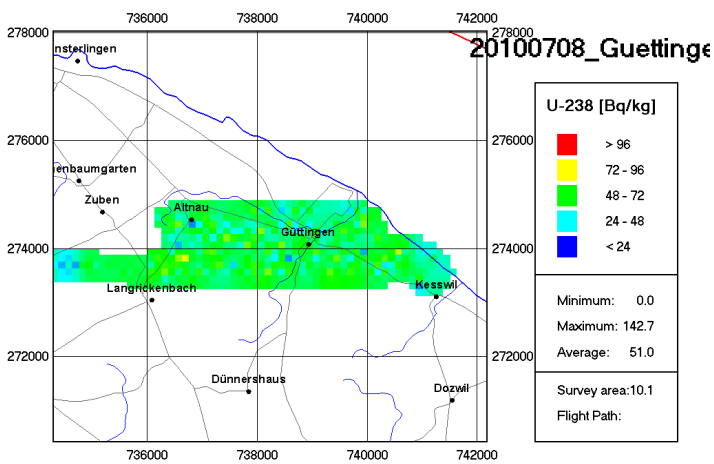 736000 738000 740000 742000
278000 278000
20100708_Guettinge
nsterlingen
U-238 [Bq/kg]
> 96
72 - 96
48 - 72
24 - 48
< 24
276000 276000
enbaumgarten
Zuben
Altnau
Güttingen
274000 274000
Langrickenbach
Kesswil
Minimum: 0.0
Maximum: 142.7
Average: 51.0
272000 272000
Dünnershaus
Dozwil
Survey area:10.1
Flight Path:
736000 738000 740000 742000